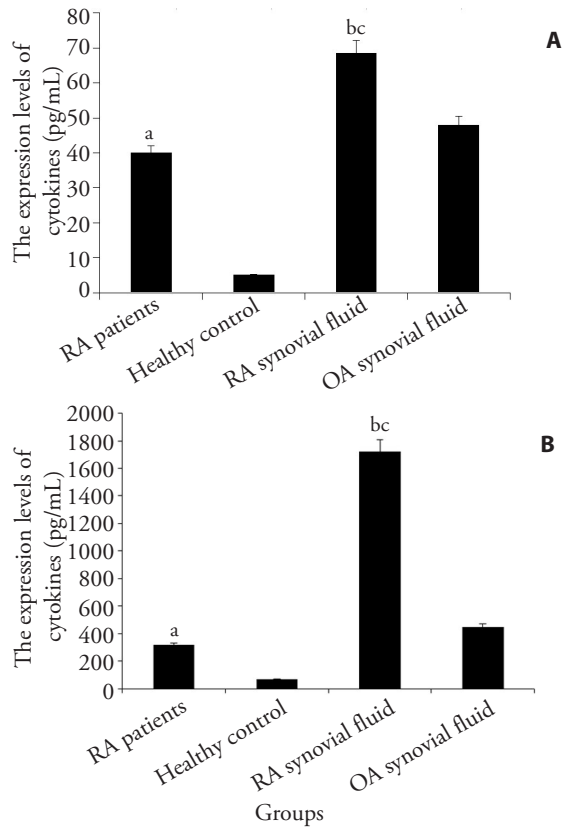 A
The expression levels of
cytokines (pg/mL)
80
70
60
50
40
30
20
10
0
a
bc
RA patients
Healthy control
RA synovial fluid
OA synovial fluid
B
The expression levels of
cytokines (pg/mL)
2000
1800
1600
1400
1200
1000
800
600
400
200
0
a
bc
RA patients
Healthy control
RA synovial fluid
OA synovial fluid
Groups